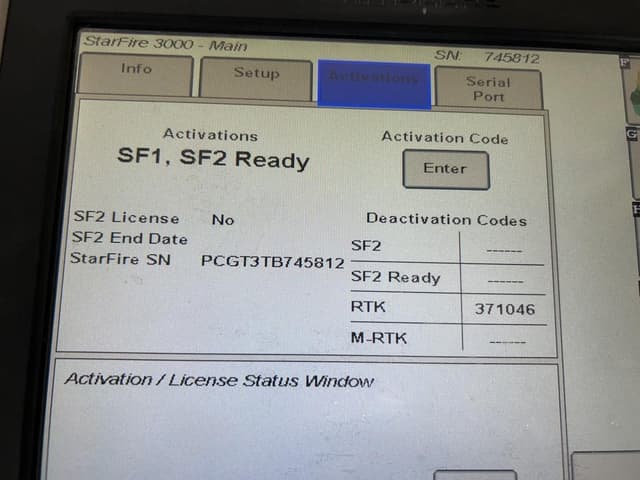 StarFire 3000 - Main
SN: 745812
Info
Setup
Activations
Serial
Port
Activations
SF1, SF2 Ready
Activation Code
Enter
SF2 License No
SF2 End Date
StarFire SN PCGT3TB745812
Deactivation Codes
SF2 ------
SF2 Ready ------
RTK 371046
M-RTK ------
Activation / License Status Window
F
G
H